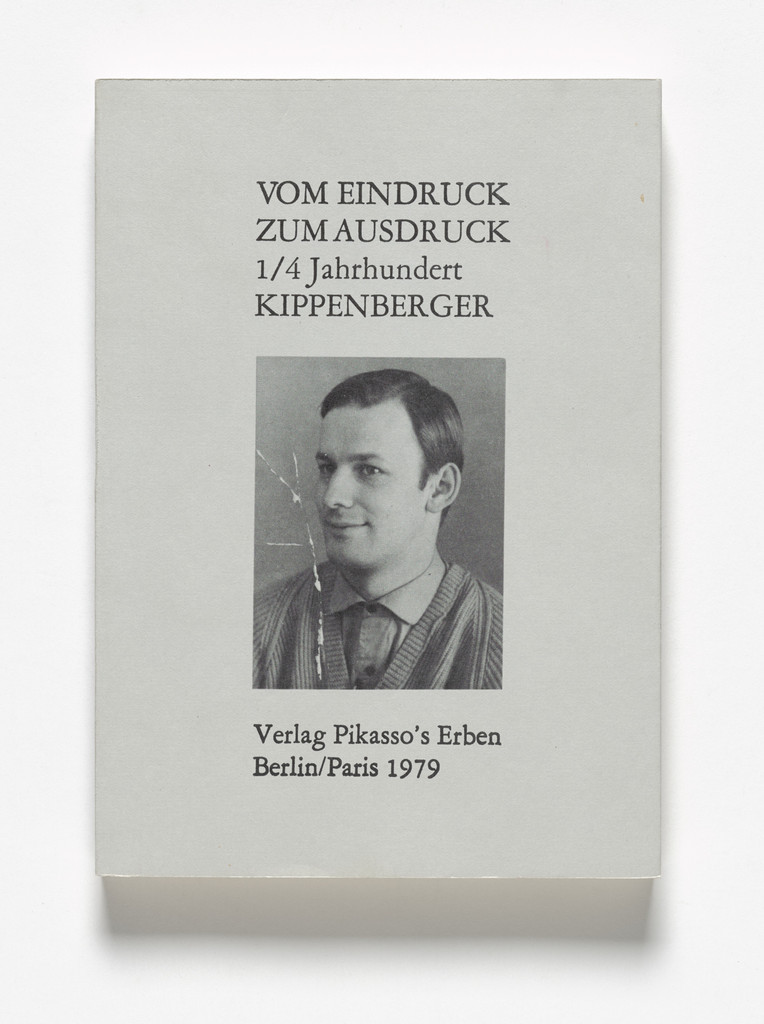 VOM EINDRUCK
ZUM AUSDRUCK
1/4 Jahrhundert
KIPPENBERGER
Verlag Pikasso's Erben
Berlin/Paris 1979